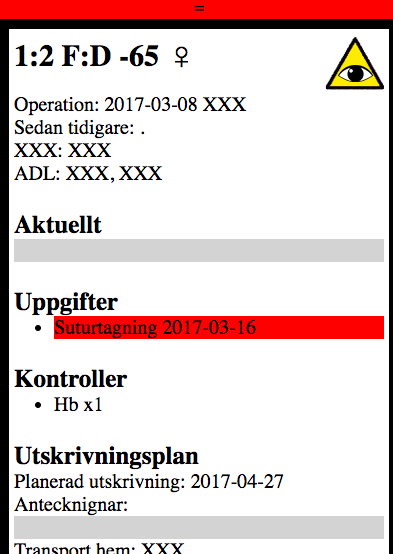 =
1:2 F:D -65 ♀
Operation: 2017-03-08 XXX
Sedan tidigare: .
XXX: XXX
ADL: XXX, XXX
Aktuellt
Uppgifter
• Suturtagning 2017-03-16
Kontroller
• Hb x1
Utskrivningsplan
Planerad utskrivning: 2017-04-27
Antecknignar:
Transport hem: XXX